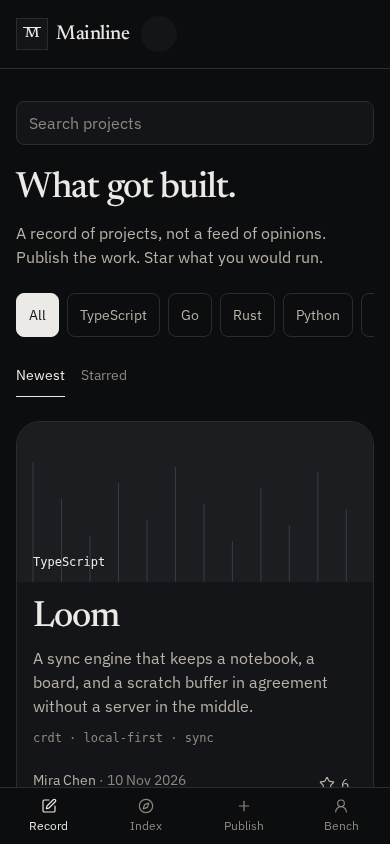 M Mainline
Search projects
What got built.
A record of projects, not a feed of opinions.
Publish the work. Star what you would run.
All TypeScript Go Rust Python
Newest Starred
TypeScript
Loom
A sync engine that keeps a notebook, a
board, and a scratch buffer in agreement
without a server in the middle.
crdt · local-first · sync
Mira Chen · 10 Nov 2026 6
Record Index Publish Bench